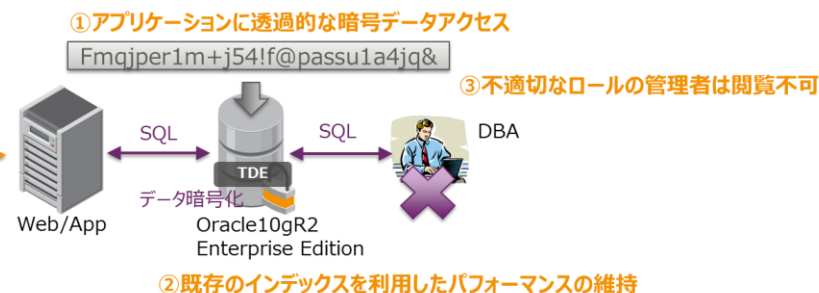 ①アプリケーションに透過的な暗号データアクセス
Fmqjper1m+j54!f@passu1a4jq&
③不適切なロールの管理者は閲覧不可
SQL
SQL
DBA
TDE
データ暗号化
Web/App
Oracle10gR2
Enterprise Edition
②既存のインデックスを利用したパフォーマンスの維持